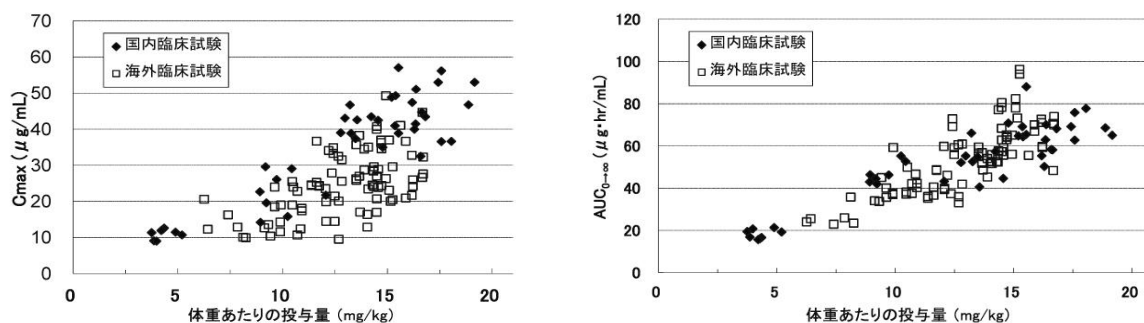 70
60
50
40
30
20
10
0
Cmax (μg/mL)
◆国内臨床試験
□海外臨床試験
0 5 10 15 20
体重あたりの投与量 (mg/kg)
120
100
80
60
40
20
0
AUC0→∞ (μg・hr/mL)
◆国内臨床試験
□海外臨床試験
0 5 10 15 20
体重あたりの投与量 (mg/kg)